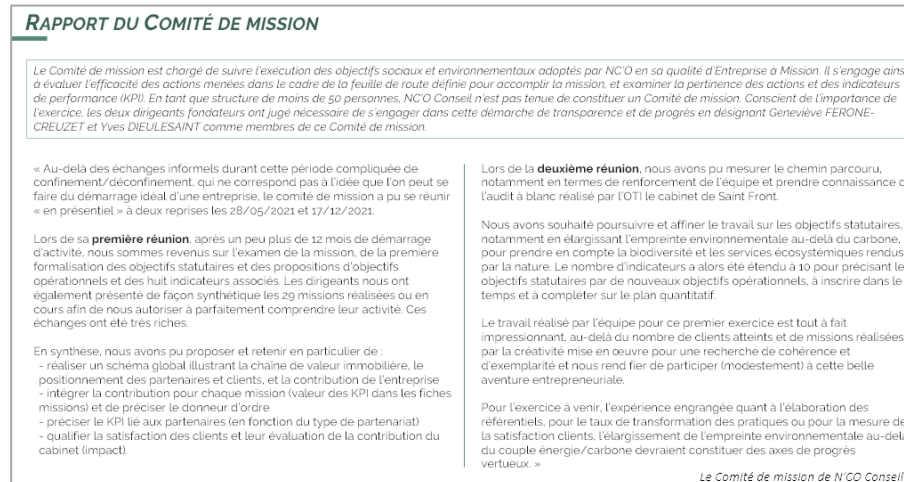 RAPPORT DU COMITÉ DE MISSION
Le Comité de mission est chargé de suivre l'exécution des objectifs sociaux et environnementaux adoptés par NC'O en sa qualité d'Entreprise à Mission. Il s'engage ains
à évaluer l'efficacité des actions menées dans le cadre de la feuille de route définie pour accomplir la mission, et examiner la pertinence des actions et des indicateurs
de performance (KPI). En tant que structure de moins de 50 personnes, NC'O Conseil n'est pas tenue de constituer un Comité de mission. Conscient de l'importance de
l'exercice, les deux dirigeants fondateurs ont jugé nécessaire de s'engager dans cette démarche de transparence et de progrès en désignant Geneviève FERONE-
CREUZET et Yves DIEULESAINT comme membres de ce Comité de mission.
« Au-delà des échanges informels durant cette période compliquée de
confinement/déconfinement, qui ne correspond pas à l'idée que l'on peut se
faire du démarrage idéal d'une entreprise, le comité de mission a pu se réunir
« en présentiel » à deux reprises les 28/05/2021 et 17/12/2021.
Lors de sa première réunion, après un peu plus de 12 mois de démarrage
d'activité, nous sommes revenus sur l'examen de la mission, de la première
formalisation des objectifs statutaires et des propositions d'objectifs
opérationnels et des huit indicateurs associés. Les dirigeants nous ont
également présenté de façon synthétique les 29 missions réalisées ou en
cours afin de nous autoriser à parfaitement comprendre leur activité. Ces
échanges ont été très riches.
En synthèse, nous avons pu proposer et retenir en particulier de :
- réaliser un schéma global illustrant la chaîne de valeur immobilière, le
positionnement des partenaires et clients, et la contribution de l'entreprise
- intégrer la contribution pour chaque mission (valeur des KPI dans les fiches
missions) et de préciser le donneur d'ordre
- préciser le KPI lié aux partenaires (en fonction du type de partenariat)
- qualifier la satisfaction des clients et leur évaluation de la contribution du
cabinet (impact).
Lors de la deuxième réunion, nous avons pu mesurer le chemin parcouru,
notamment en termes de renforcement de l'équipe et prendre connaissance d
l'audit à blanc réalisé par l'OTI le cabinet de Saint Front.
Nous avons souhaité poursuivre et affiner le travail sur les objectifs statutaires,
notamment en élargissant l'empreinte environnementale au-delà du carbone,
pour prendre en compte la biodiversité et les services écosystémiques rendus
par la nature. Le nombre d'indicateurs a alors été étendu à 10 pour précisant le
objectifs statutaires par de nouveaux objectifs opérationnels, à inscrire dans le
temps et à compléter sur le plan quantitatif.
Le travail réalisé par l'équipe pour ce premier exercice est tout à fait
impressionnant, au-delà du nombre de clients atteints et de missions réalisées
par la créativité mise en œuvre pour une recherche de cohérence et
d'exemplarité et nous rend fier de participer (modestement) à cette belle
aventure entrepreneuriale.
Pour l'exercice à venir, l'expérience engrangée quant à l'élaboration des
référentiels, pour le taux de transformation des pratiques ou pour la mesure de
la satisfaction clients, l'élargissement de l'empreinte environnementale au-del
du couple énergie/carbone devraient constituer des axes de progrès
vertueux. »
Le Comité de mission de N'CO Conseil